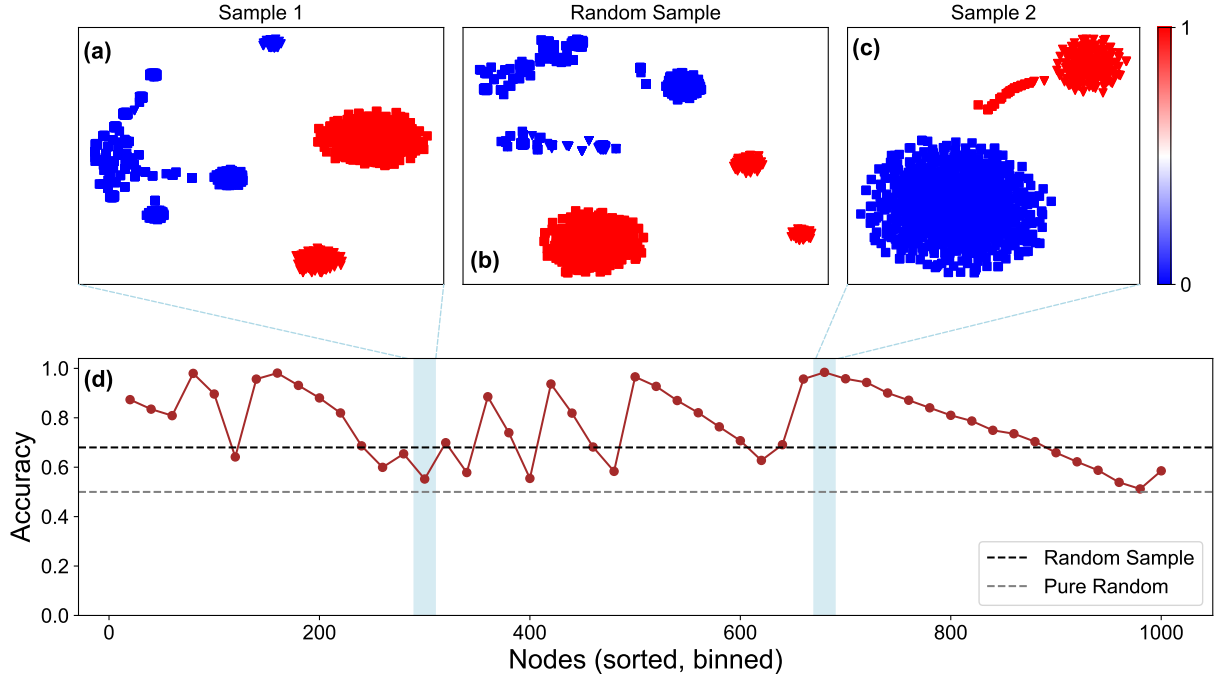 Sample 1
Random Sample
Sample 2
(a)
(b)
(c)
1
0
(d)
1.0
0.8
0.6
0.4
0.2
0.0
Accuracy
Random Sample
Pure Random
0
200
400
600
800
1000
Nodes (sorted, binned)